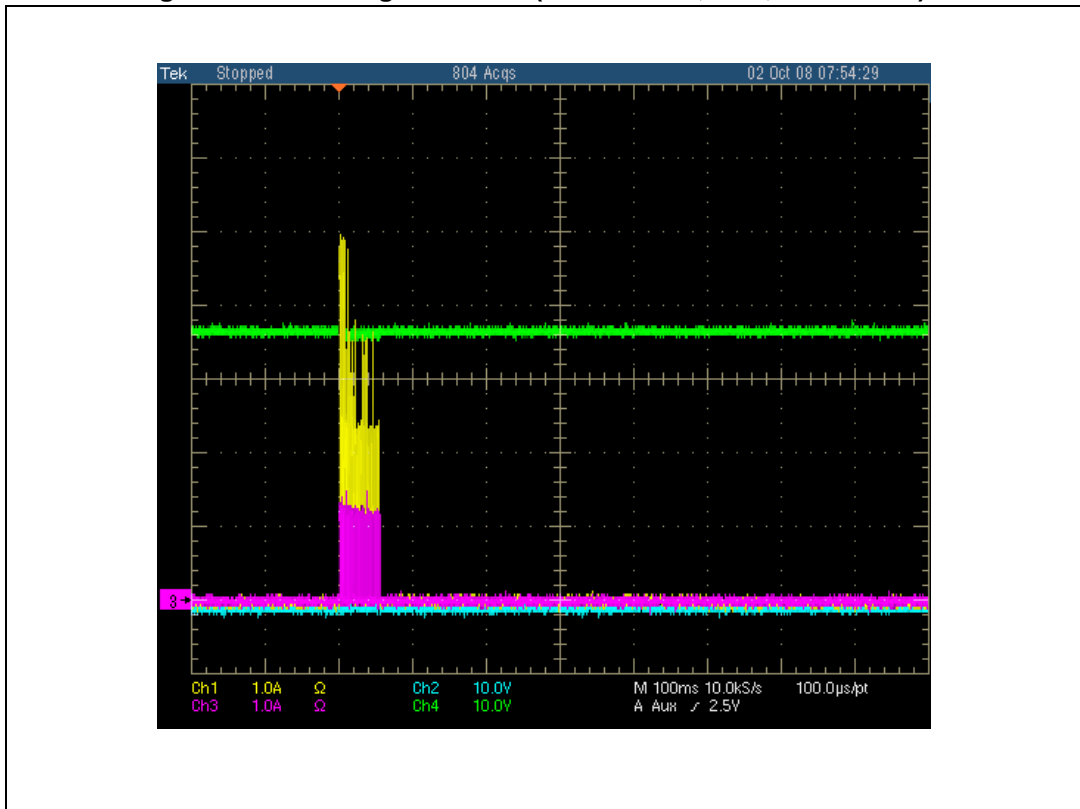 Tek Stopped 804 Acqs 02 Oct 08 07:54:29
3
Ch1 1.0A Ω Ch2 10.0V M 100ms 10.0kS/s 100.0µs/pt
Ch3 1.0A Ω Ch4 10.0V A Aux ⁄ 2.5V